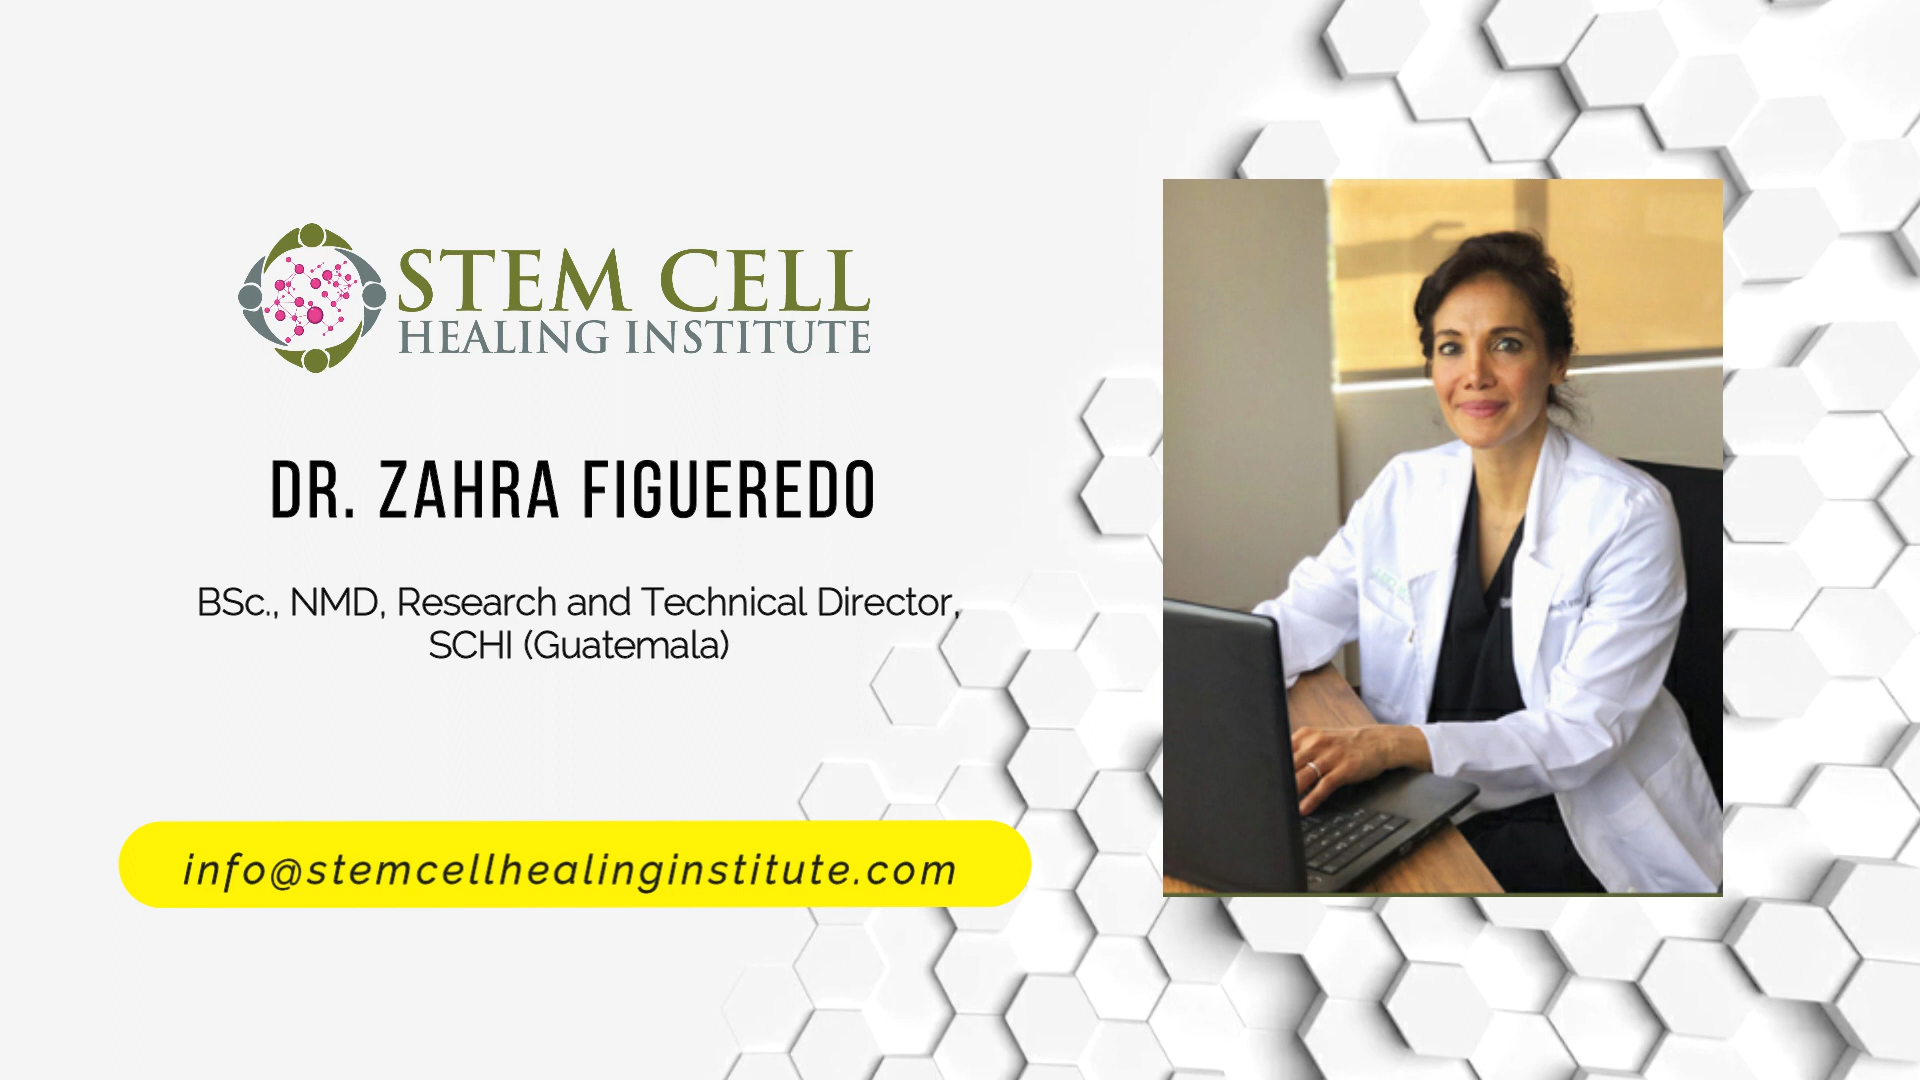 STEM CELL
HEALING INSTITUTE
DR. ZAHRA FIGUEREDO
BSc., NMD, Research and Technical Director,
SCHI (Guatemala)
info@stemcellhealinginstitute.com